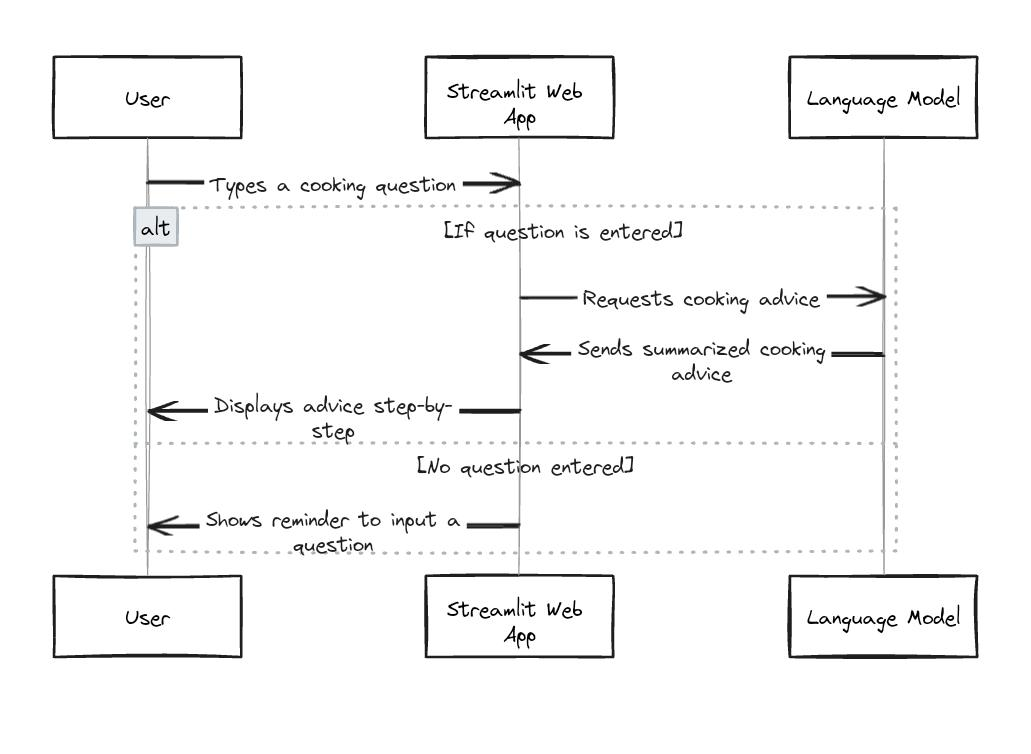 User
Streamlit Web
App
Language Model
Types a cooking question
alt
[If question is entered]
Requests cooking advice
Sends summarized cooking
advice
Displays advice step-by-
step
[No question entered]
Shows reminder to input a
question
User
Streamlit Web
App
Language Model